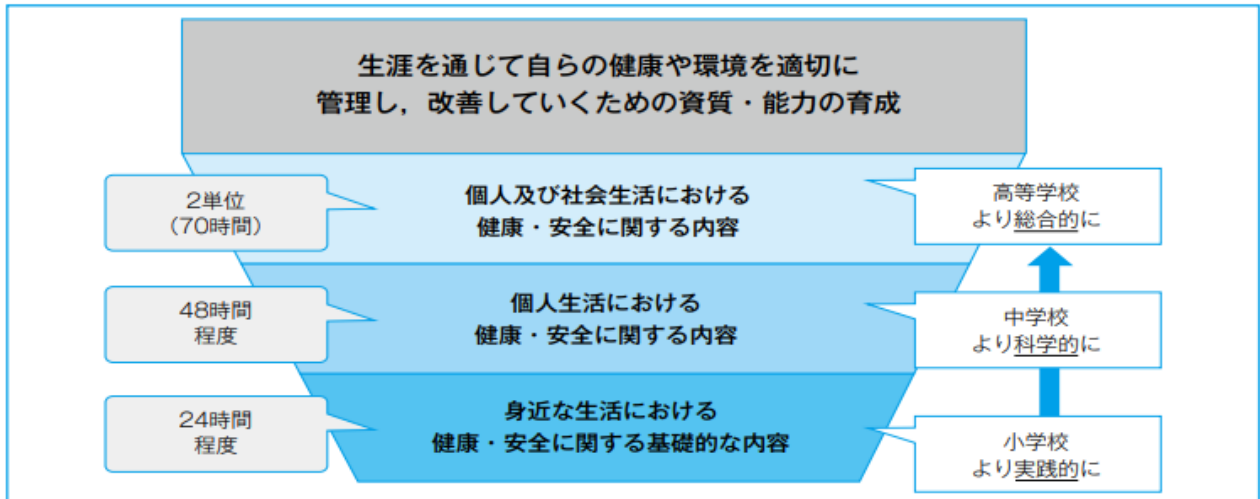 生涯を通じて自らの健康や環境を適切に
管理し，改善していくための資質・能力の育成
2単位
（70時間）
個人及び社会生活における
健康・安全に関する内容
高等学校
より総合的に
48時間
程度
個人生活における
健康・安全に関する内容
中学校
より科学的に
24時間
程度
身近な生活における
健康・安全に関する基礎的な内容
小学校
より実践的に